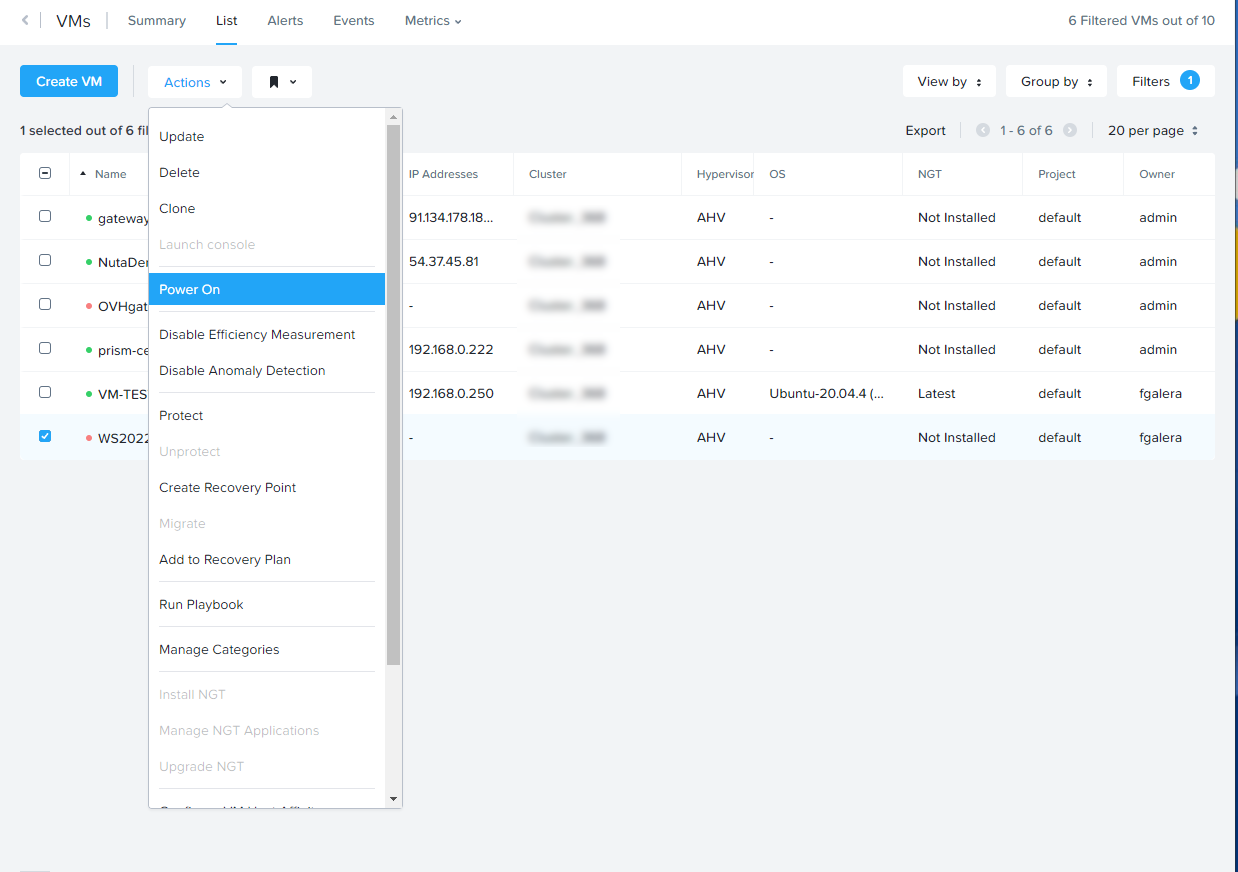 VMs Summary List Alerts Events Metrics 6 Filtered VMs out of 10
Create VM Actions View by Group by Filters 1
1 selected out of 6 fil Export 1 - 6 of 6 20 per page
Name IP Addresses Cluster Hypervisor OS NGT Project Owner
gateway 91.134.178.18... AHV - Not Installed default admin
NutaDer 54.37.45.81 AHV - Not Installed default admin
OVHgat - AHV - Not Installed default admin
prism-ce 192.168.0.222 AHV - Not Installed default admin
VM-TES 192.168.0.250 AHV Ubuntu-20.04.4 (... Latest default fgalera
WS2022 - AHV - Not Installed default fgalera
Update
Delete
Clone
Launch console
Power On
Disable Efficiency Measurement
Disable Anomaly Detection
Protect
Unprotect
Create Recovery Point
Migrate
Add to Recovery Plan
Run Playbook
Manage Categories
Install NGT
Manage NGT Applications
Upgrade NGT